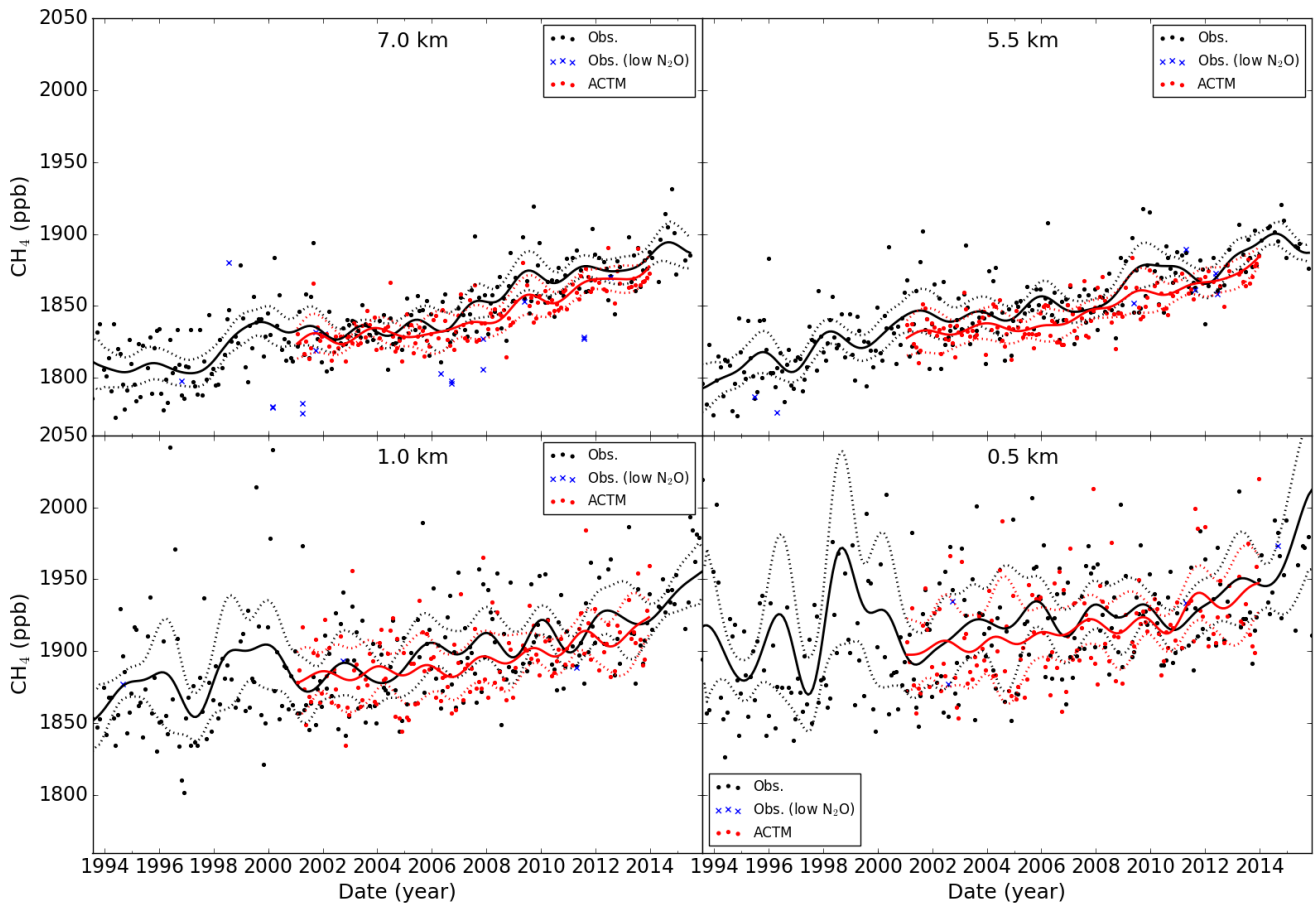 2050
2000
1950
1900
1850
1800
CH₄ (ppb)
7.0 km
Obs.
Obs. (low N₂O)
ACTM
5.5 km
Obs.
Obs. (low N₂O)
ACTM
2050
2000
1950
1900
1850
1800
CH₄ (ppb)
1.0 km
Obs.
Obs. (low N₂O)
ACTM
0.5 km
Obs.
Obs. (low N₂O)
ACTM
1994 1996 1998 2000 2002 2004 2006 2008 2010 2012 2014
1994 1996 1998 2000 2002 2004 2006 2008 2010 2012 2014
Date (year)
Date (year)